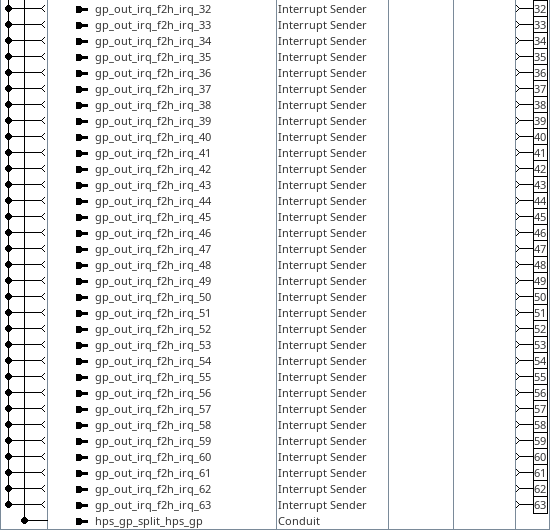 gp_out_irq_f2h_irq_32 Interrupt Sender 32
gp_out_irq_f2h_irq_33 Interrupt Sender 33
gp_out_irq_f2h_irq_34 Interrupt Sender 34
gp_out_irq_f2h_irq_35 Interrupt Sender 35
gp_out_irq_f2h_irq_36 Interrupt Sender 36
gp_out_irq_f2h_irq_37 Interrupt Sender 37
gp_out_irq_f2h_irq_38 Interrupt Sender 38
gp_out_irq_f2h_irq_39 Interrupt Sender 39
gp_out_irq_f2h_irq_40 Interrupt Sender 40
gp_out_irq_f2h_irq_41 Interrupt Sender 41
gp_out_irq_f2h_irq_42 Interrupt Sender 42
gp_out_irq_f2h_irq_43 Interrupt Sender 43
gp_out_irq_f2h_irq_44 Interrupt Sender 44
gp_out_irq_f2h_irq_45 Interrupt Sender 45
gp_out_irq_f2h_irq_46 Interrupt Sender 46
gp_out_irq_f2h_irq_47 Interrupt Sender 47
gp_out_irq_f2h_irq_48 Interrupt Sender 48
gp_out_irq_f2h_irq_49 Interrupt Sender 49
gp_out_irq_f2h_irq_50 Interrupt Sender 50
gp_out_irq_f2h_irq_51 Interrupt Sender 51
gp_out_irq_f2h_irq_52 Interrupt Sender 52
gp_out_irq_f2h_irq_53 Interrupt Sender 53
gp_out_irq_f2h_irq_54 Interrupt Sender 54
gp_out_irq_f2h_irq_55 Interrupt Sender 55
gp_out_irq_f2h_irq_56 Interrupt Sender 56
gp_out_irq_f2h_irq_57 Interrupt Sender 57
gp_out_irq_f2h_irq_58 Interrupt Sender 58
gp_out_irq_f2h_irq_59 Interrupt Sender 59
gp_out_irq_f2h_irq_60 Interrupt Sender 60
gp_out_irq_f2h_irq_61 Interrupt Sender 61
gp_out_irq_f2h_irq_62 Interrupt Sender 62
gp_out_irq_f2h_irq_63 Interrupt Sender 63
hps_gp_split_hps_gp Conduit